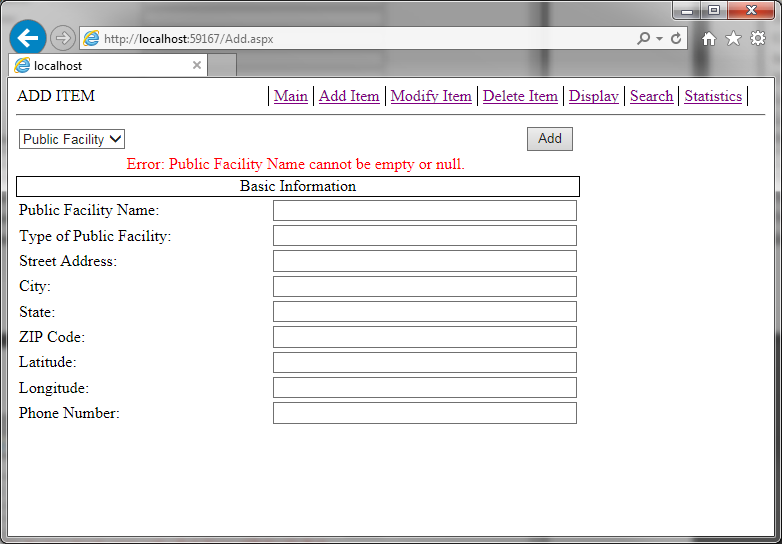 http://localhost:59167/Add.aspx
localhost
ADD ITEM | Main | Add Item | Modify Item | Delete Item | Display | Search | Statistics |
Public Facility Add
Error: Public Facility Name cannot be empty or null.
Basic Information
Public Facility Name:
Type of Public Facility:
Street Address:
City:
State:
ZIP Code:
Latitude:
Longitude:
Phone Number: